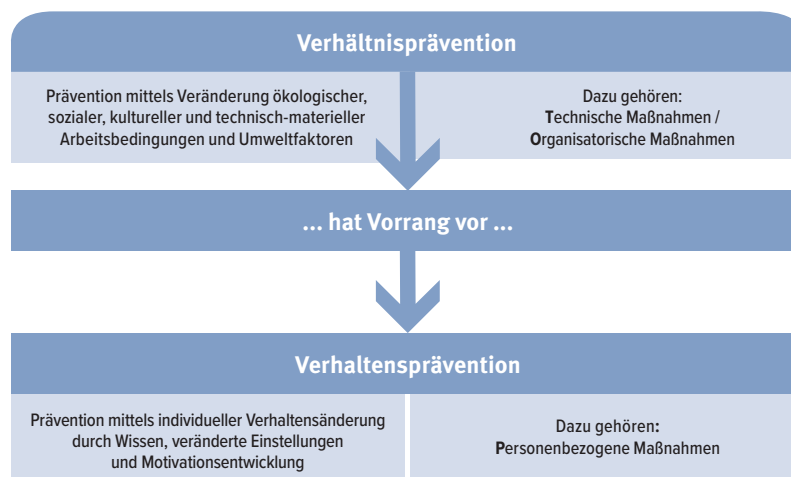 Verhältnisprävention
Prävention mittels Veränderung ökologischer,
sozialer, kultureller und technisch-materieller
Arbeitsbedingungen und Umweltfaktoren
Dazu gehören:
Technische Maßnahmen /
Organisatorische Maßnahmen
... hat Vorrang vor ...
Verhaltensprävention
Prävention mittels individueller Verhaltensänderung
durch Wissen, veränderte Einstellungen
und Motivationsentwicklung
Dazu gehören:
Personenbezogene Maßnahmen